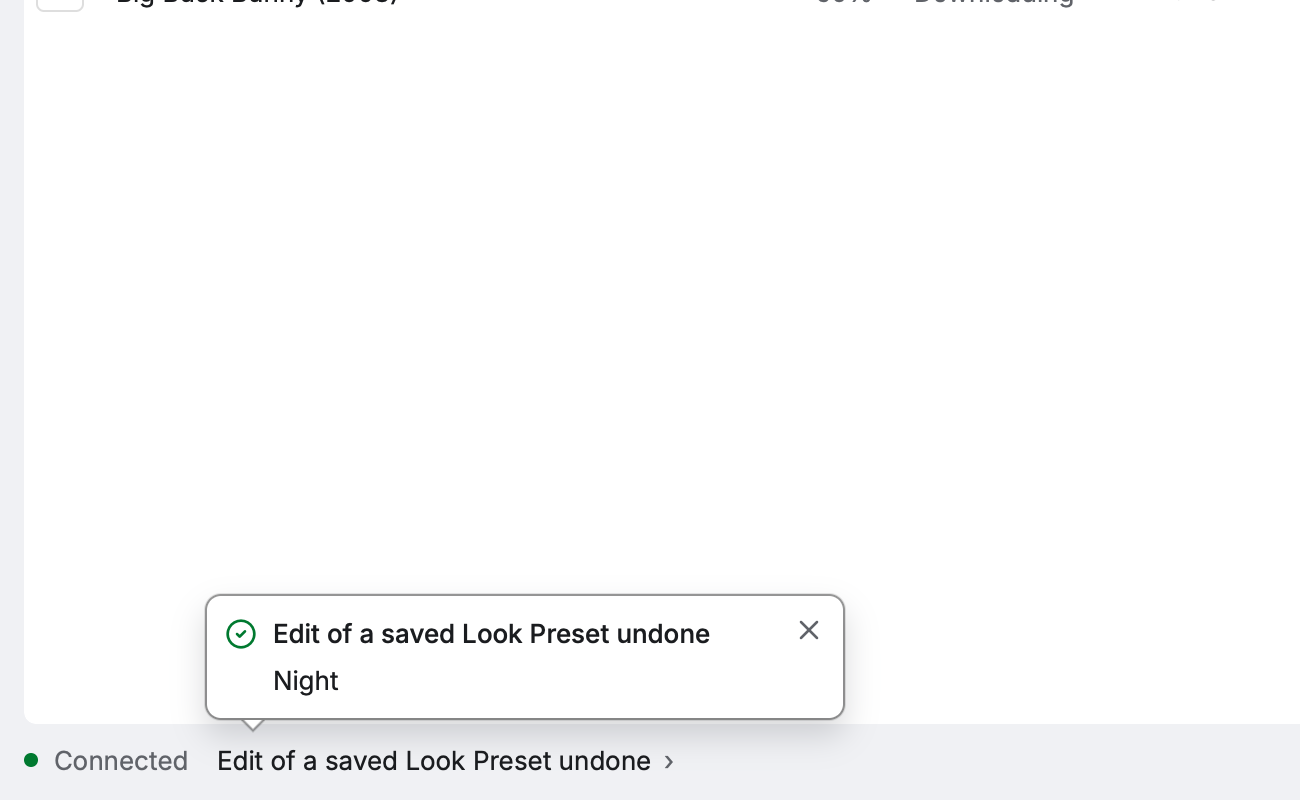 Edit of a saved Look Preset undone
Night
Connected Edit of a saved Look Preset undone ›